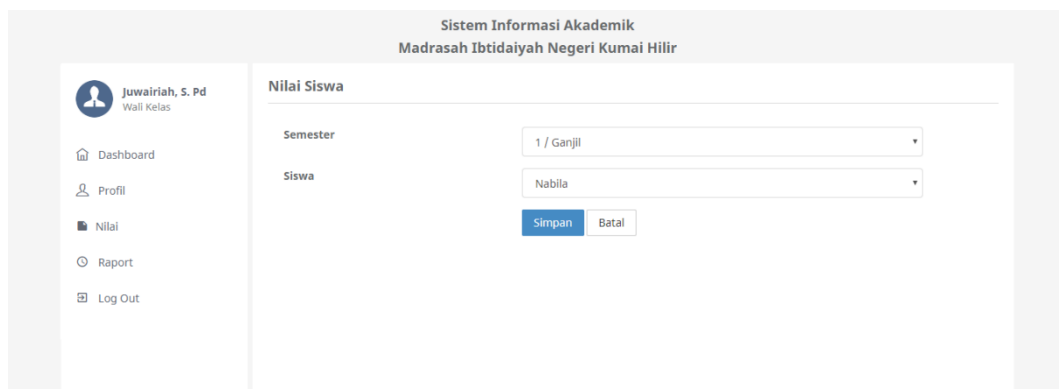 Sistem Informasi Akademik
Madrasah Ibtidaiyah Negeri Kumai Hilir
Juwairiah, S. Pd
Wali Kelas
Dashboard
Profil
Nilai
Raport
Log Out
Nilai Siswa
Semester
1 / Ganjil
Siswa
Nabila
Simpan Batal